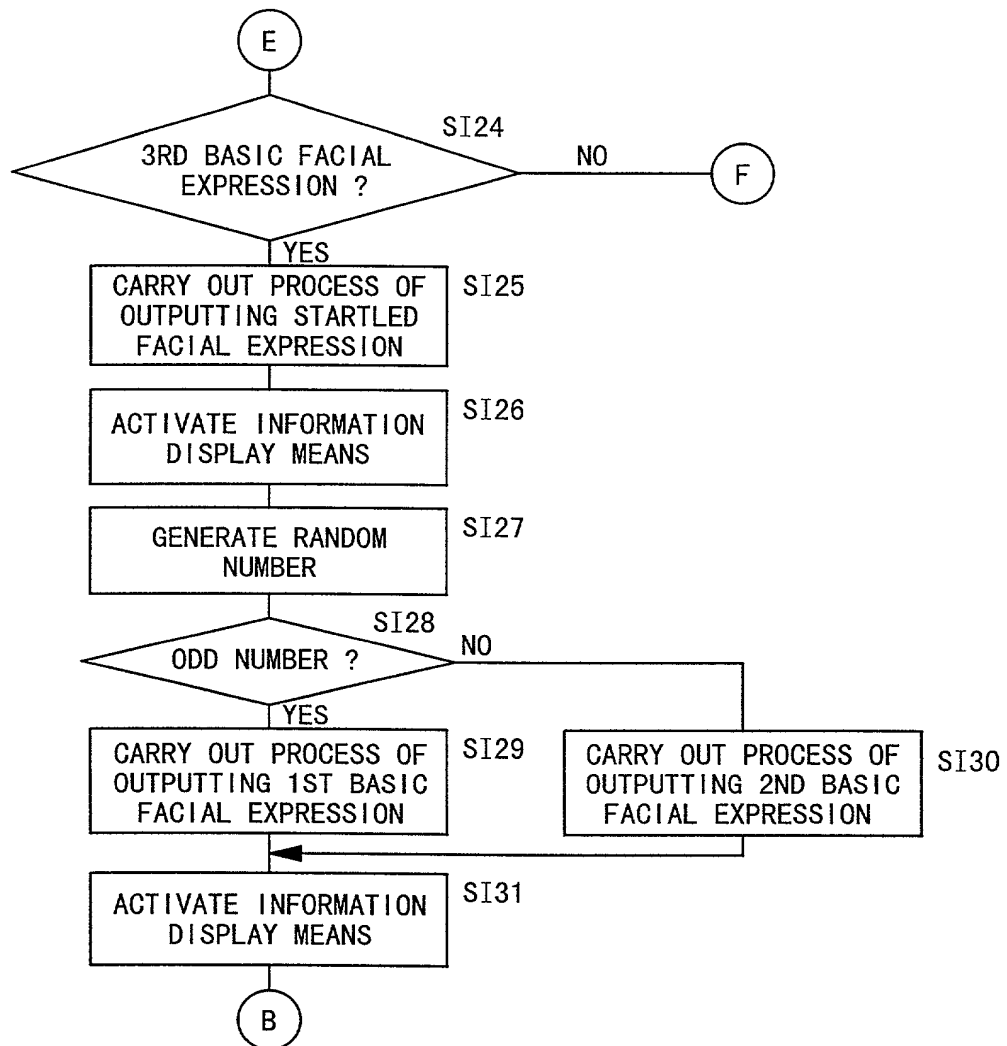 E
SI24
3RD BASIC FACIAL
EXPRESSION ?
NO
F
YES
CARRY OUT PROCESS OF
OUTPUTTING STARTLED
FACIAL EXPRESSION
SI25
ACTIVATE INFORMATION
DISPLAY MEANS
SI26
GENERATE RANDOM
NUMBER
SI27
SI28
ODD NUMBER ?
NO
YES
CARRY OUT PROCESS OF
OUTPUTTING 1ST BASIC
FACIAL EXPRESSION
SI29
CARRY OUT PROCESS OF
OUTPUTTING 2ND BASIC
FACIAL EXPRESSION
SI30
ACTIVATE INFORMATION
DISPLAY MEANS
SI31
B